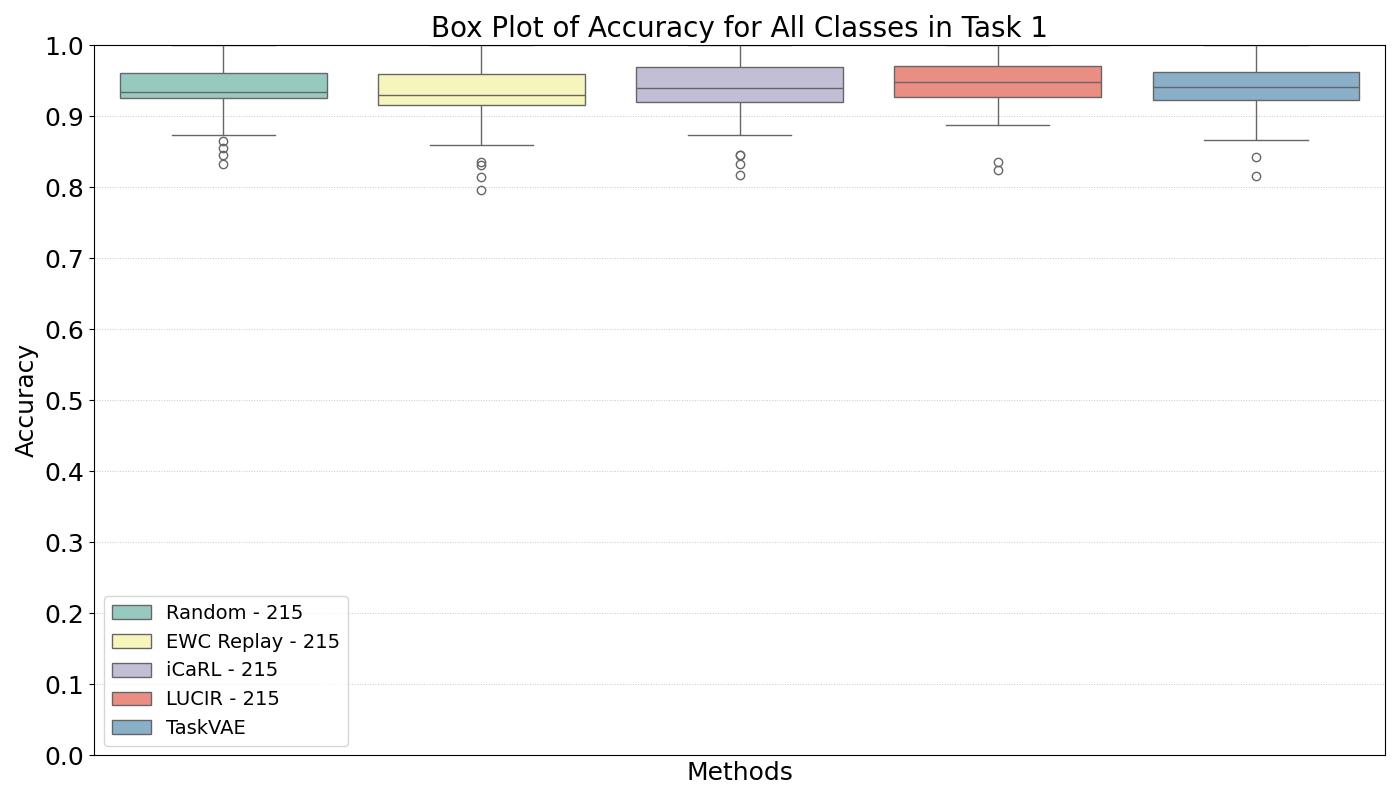 Box Plot of Accuracy for All Classes in Task 1
1.0
0.9
0.8
0.7
0.6
0.5
0.4
0.3
0.2
0.1
0.0
Accuracy
Random - 215
EWC Replay - 215
iCaRL - 215
LUCIR - 215
TaskVAE
Methods